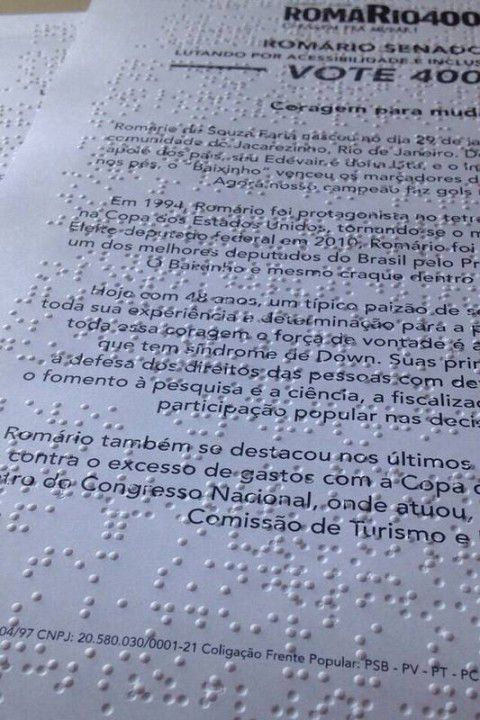 ROMÁRIO400
ROMÁRIO SENADO
LUTANDO POR ACESSIBILIDADE E INCLUS
VOTE 400
Coragem para muda
Romário de Souza Faria nasceu no dia 29 de ja
comunidade do Jacarezinho, Rio de Janeiro. D
apoio dos pais, seu Edevair e dona Lita, e o
nos pés, o "Baixinho" venceu os marcadores d
Agora nosso campeão faz gols
Em 1994, Romário foi protagonista no tetra
na Copa dos Estados Unidos, tornando-se o m
Eleito deputado federal em 2010, Romário foi
um dos melhores deputados do Brasil pelo Pr
O Baixinho é mesmo craque dentro
Hoje com 48 anos, um típico paizão de s
toda sua experiência e determinação para a p
toda essa coragem e força de vontade é a
que tem síndrome de Down. Suas prin
a defesa dos direitos das pessoas com de
o fomento à pesquisa e a ciência, a fiscaliza
participação popular nas decis
Romário também se destacou nos últimos
contra o excesso de gastos com a Copa d
tro do Congresso Nacional, onde atuou,
Comissão de Turismo e
04/97 CNPJ: 20.580.030/0001-21 Coligação Frente Popular: PSB - PV - PT - PC